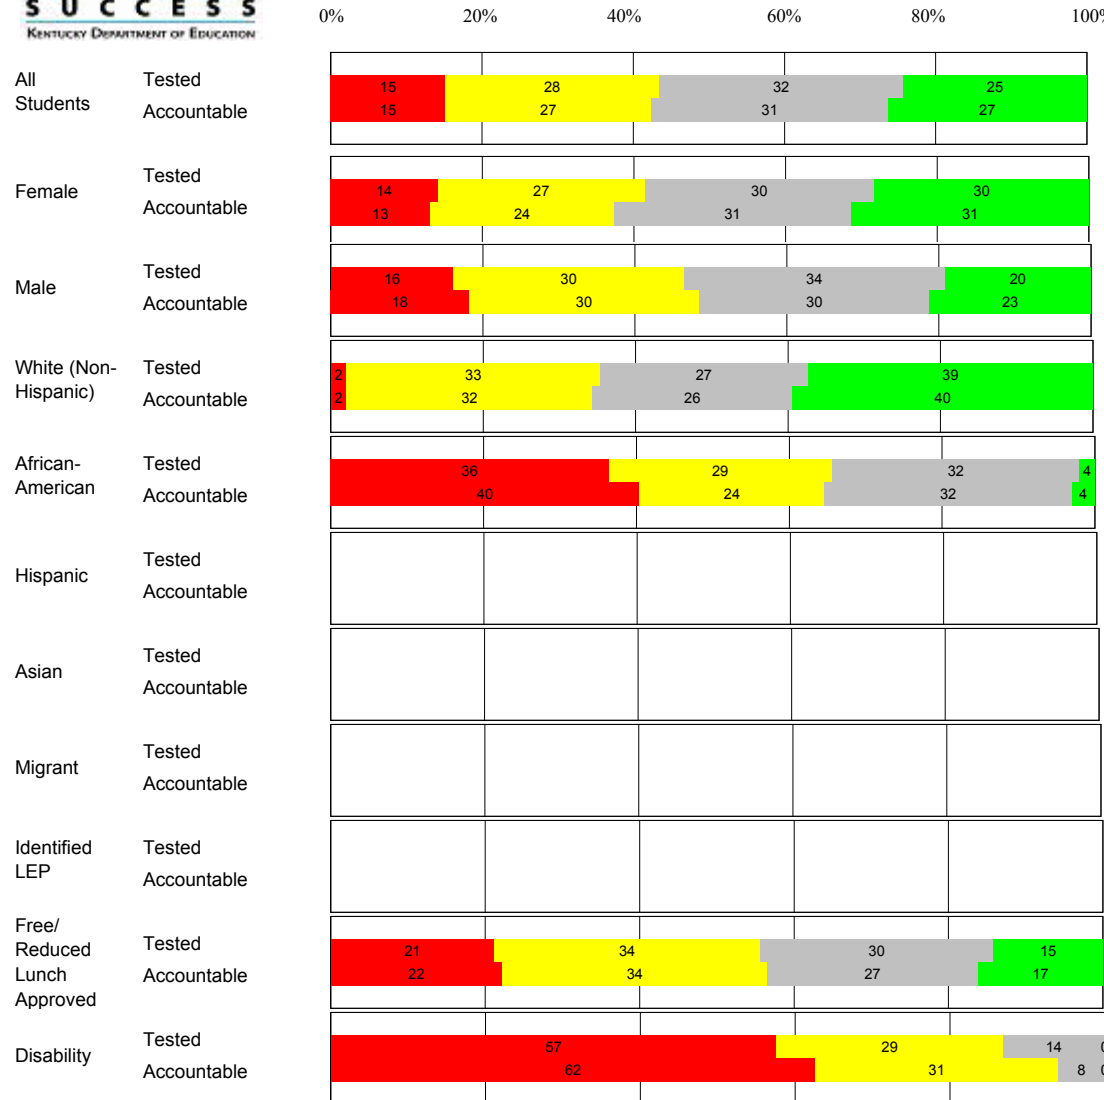 SUCCESS
KENTUCKY DEPARTMENT OF EDUCATION
0% 20% 40% 60% 80% 100%
All Students
Tested 15 28 32 25
Accountable 15 27 31 27
Female
Tested 14 27 30 30
Accountable 13 24 31 31
Male
Tested 16 30 34 20
Accountable 18 30 30 23
White (Non-
Hispanic)
Tested 2 33 27 39
Accountable 2 32 26 40
African-
American
Tested 36 29 32 4
Accountable 40 24 32 4
Hispanic
Tested
Accountable
Asian
Tested
Accountable
Migrant
Tested
Accountable
Identified
LEP
Tested
Accountable
Free/
Reduced
Lunch
Approved
Tested 21 34 30 15
Accountable 22 34 27 17
Disability
Tested 57 29 14 0
Accountable 62 31 8 0